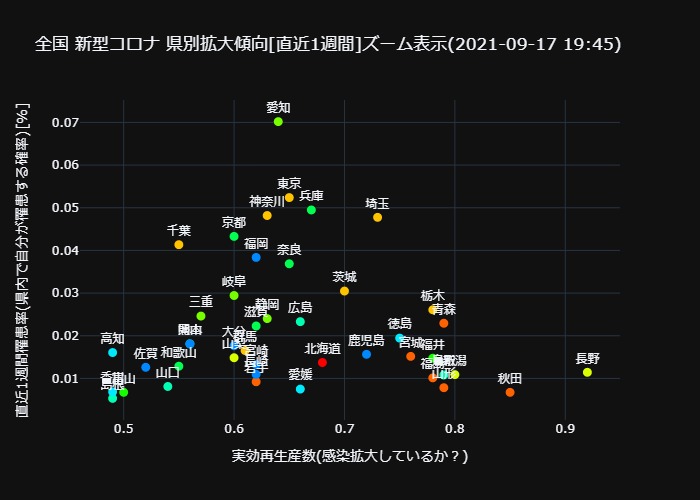 全国 新型コロナ 県別拡大傾向[直近1週間]ズーム表示(2021-09-17 19:45)
直近1週間罹患率(県内で自分が罹患する確率)[%]
0.07
0.06
0.05
0.04
0.03
0.02
0.01
愛知
東京
兵庫
神奈川
埼玉
京都
千葉
福岡
奈良
茨城
岐阜
栃木
三重
静岡
滋賀
広島
青森
徳島
高知
大分
鹿児島
宮城
福井
佐賀
和歌山
宮崎
北海道
長野
山口
愛媛
秋田
0.5
0.6
0.7
0.8
0.9
実効再生産数(感染拡大しているか？)